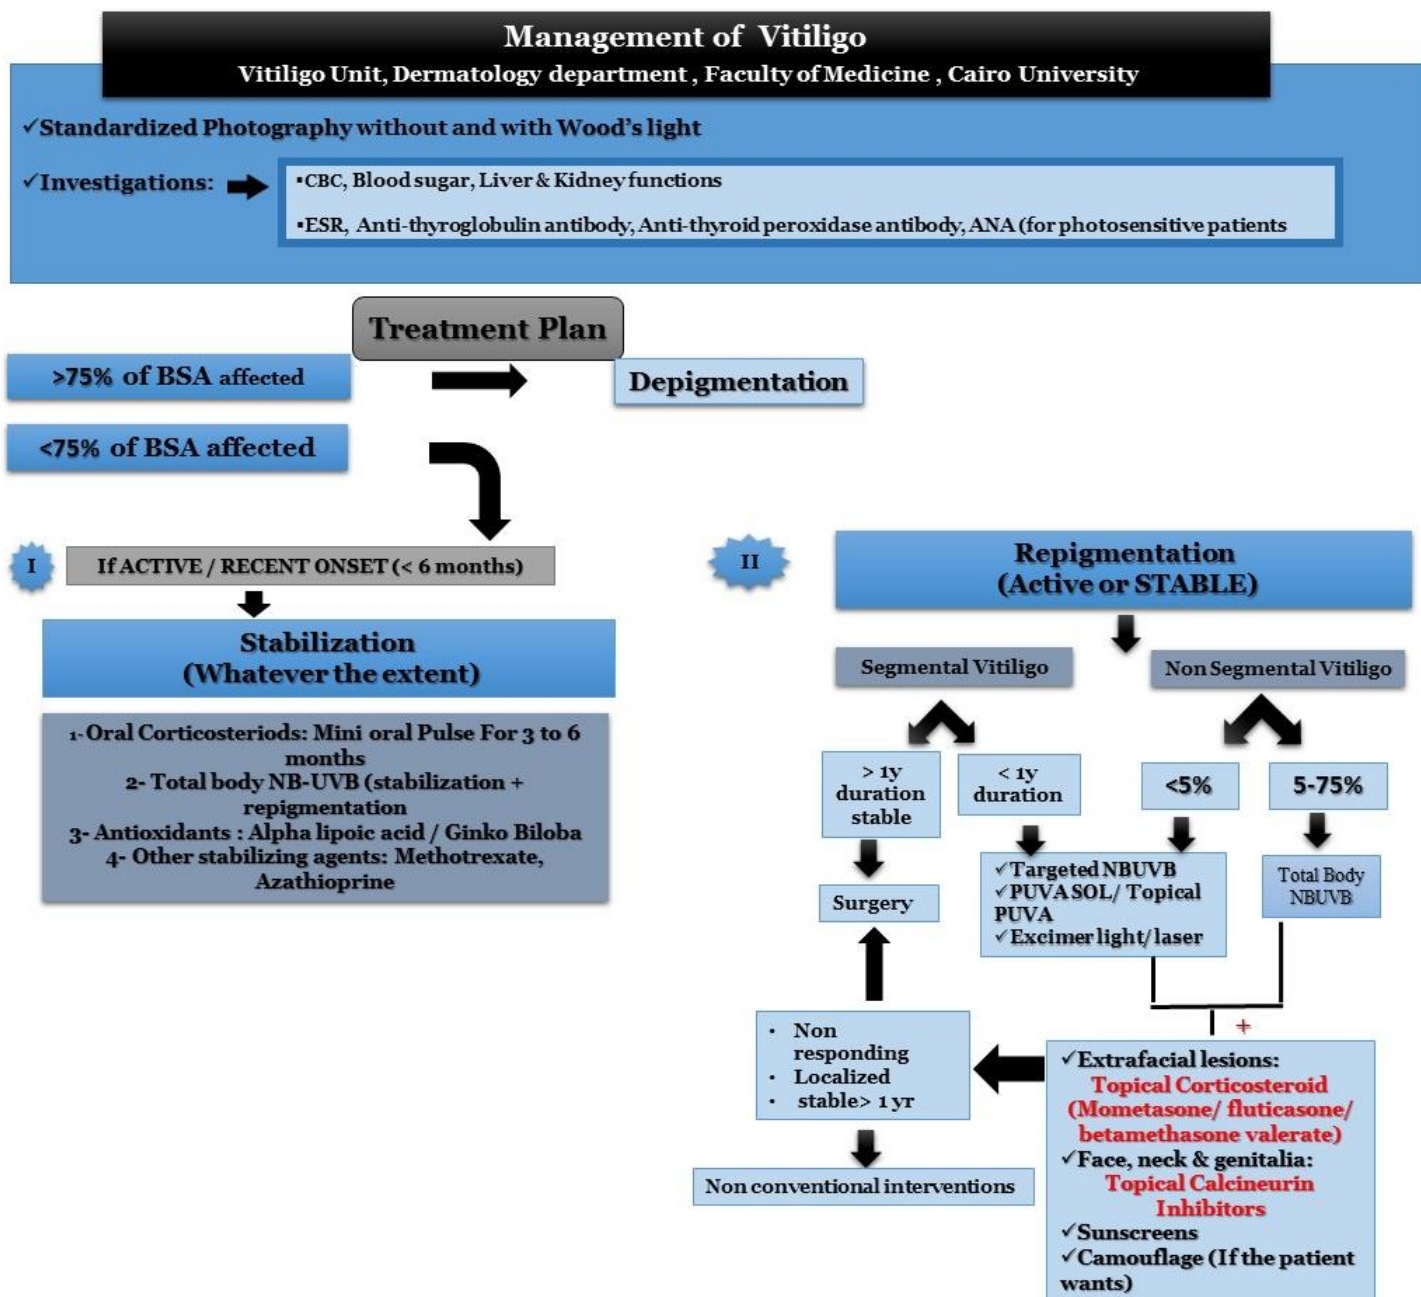 Management of Vitiligo
Vitiligo Unit, Dermatology department , Faculty of Medicine , Cairo University
✓Standardized Photography without and with Wood's light
✓Investigations:
▪CBC, Blood sugar, Liver & Kidney functions
▪ESR, Anti-thyroglobulin antibody, Anti-thyroid peroxidase antibody, ANA (for photosensitive patients
Treatment Plan
>75% of BSA affected
Depigmentation
<75% of BSA affected
I
If ACTIVE / RECENT ONSET (< 6 months)
Stabilization
(Whatever the extent)
1- Oral Corticosteriods: Mini oral Pulse For 3 to 6
months
2- Total body NB-UVB (stabilization +
repigmentation
3- Antioxidants : Alpha lipoic acid / Ginko Biloba
4- Other stabilizing agents: Methotrexate,
Azathioprine
II
Repigmentation
(Active or STABLE)
Segmental Vitiligo
Non Segmental Vitiligo
> 1y
duration
stable
< 1y
duration
<5%
5-75%
Surgery
✓Targeted NBUVB
✓PUVA SOL/ Topical
PUVA
✓Excimer light/laser
Total Body
NBUVB
+
• Non
responding
• Localized
• stable> 1 yr
Non conventional interventions
✓Extrafacial lesions:
Topical Corticosteroid
(Mometasone/ fluticasone/
betamethasone valerate)
✓Face, neck & genitalia:
Topical Calcineurin
Inhibitors
✓Sunscreens
✓Camouflage (If the patient
wants)